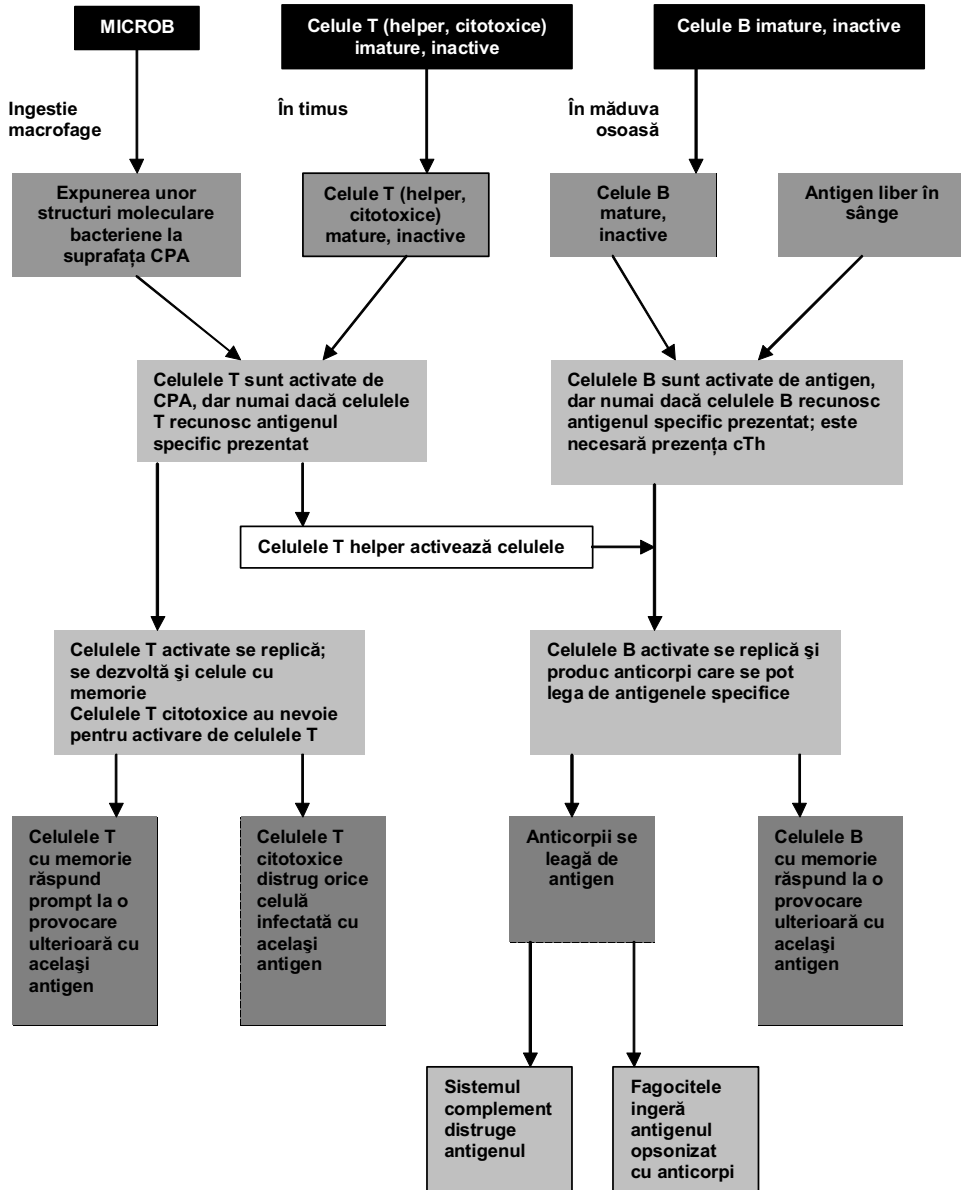 MICROB
Celule T (helper, citotoxice)
imature, inactive
Celule B imature, inactive
Ingestie
macrofage
În timus
În măduva
osoasă
Expunerea unor
structuri moleculare
bacteriene la
suprafața CPA
Celule T (helper,
citotoxice)
mature, inactive
Celule B
mature,
inactive
Antigen liber în
sânge
Celulele T sunt activate de
CPA, dar numai dacă celulele
T recunosc antigenul
specific prezentat
Celulele B sunt activate de antigen,
dar numai dacă celulele B recunosc
antigenul specific prezentat; este
necesară prezența cTh
Celulele T helper activează celulele
Celulele T activate se replică;
se dezvoltă şi celule cu
memorie
Celulele T citotoxice au nevoie
pentru activare de celulele T
Celulele B activate se replică şi
produc anticorpi care se pot
lega de antigenele specifice
Celulele T
cu memorie
răspund
prompt la o
provocare
ulterioară cu
acelaşi
antigen
Celulele T
citotoxice
distrug orice
celulă
infectată cu
acelaşi
antigen
Anticorpii se
leagă de
antigen
Celulele B
cu memorie
răspund la o
provocare
ulterioară cu
acelaşi
antigen
Sistemul
complement
distruge
antigenul
Fagocitele
ingeră
antigenul
opsonizat
cu anticorpi